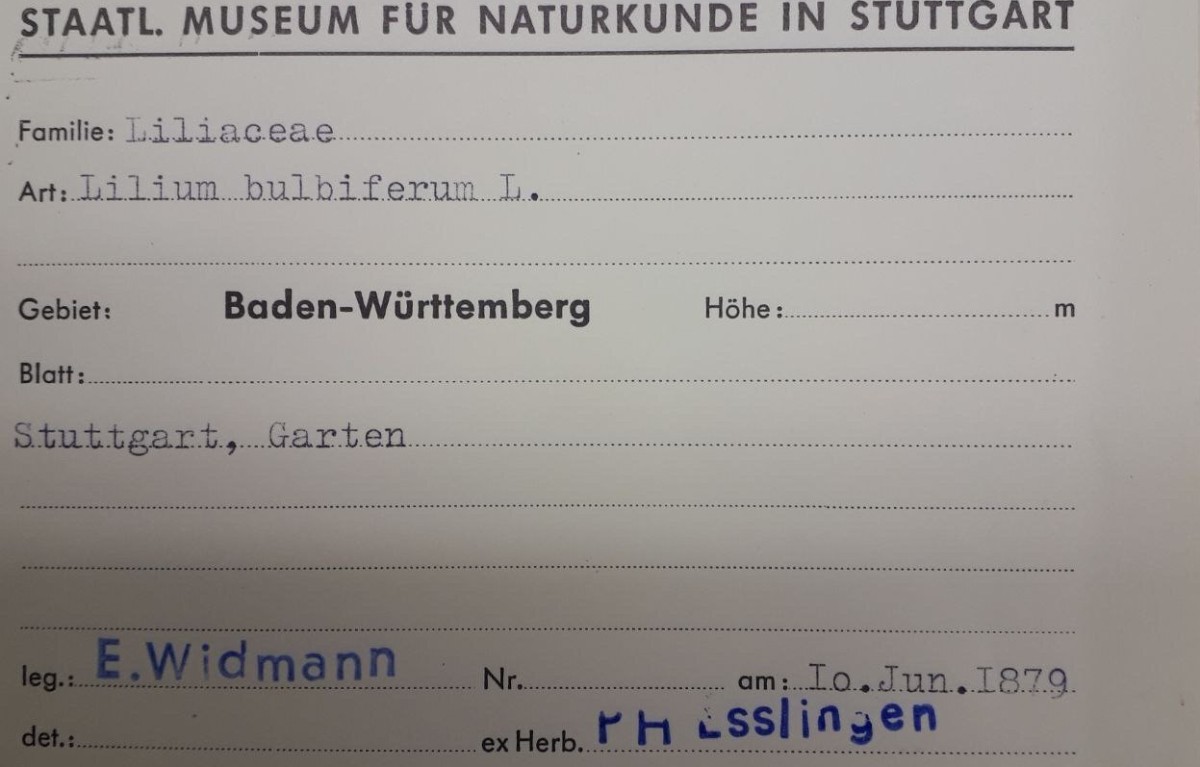 STAATL. MUSEUM FÜR NATURKUNDE IN STUTTGART
Familie: Liliaceae
Art: Lilium bulbiferum L.
Gebiet: Baden-Württemberg Höhe: m
Blatt:
Stuttgart, Garten
leg.: E.Widmann Nr. am: Io.Jun.I879
det.: ex Herb. PH Esslingen